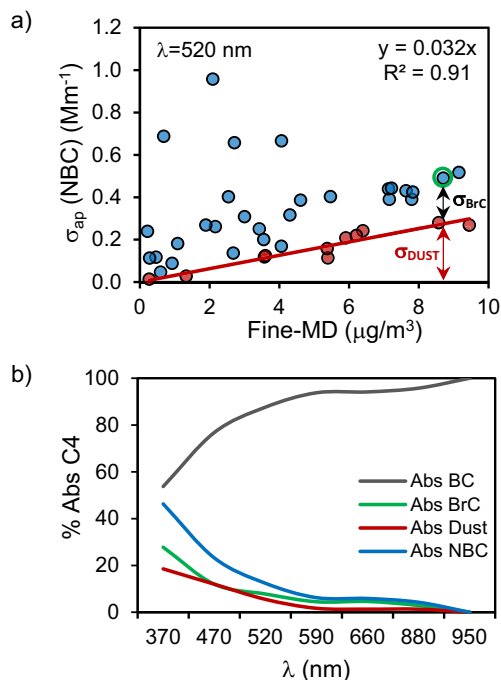 a)
λ=520 nm
y = 0.032x
R² = 0.91
σap (NBC) (Mm-1)
1.2
1.0
0.8
0.6
0.4
0.2
0.0
σBrC
σDUST
0 2 4 6 8 10
Fine-MD (μg/m³)
b)
% Abs C4
100
80
60
40
20
0
Abs BC
Abs BrC
Abs Dust
Abs NBC
370 470 520 590 660 880 950
λ (nm)